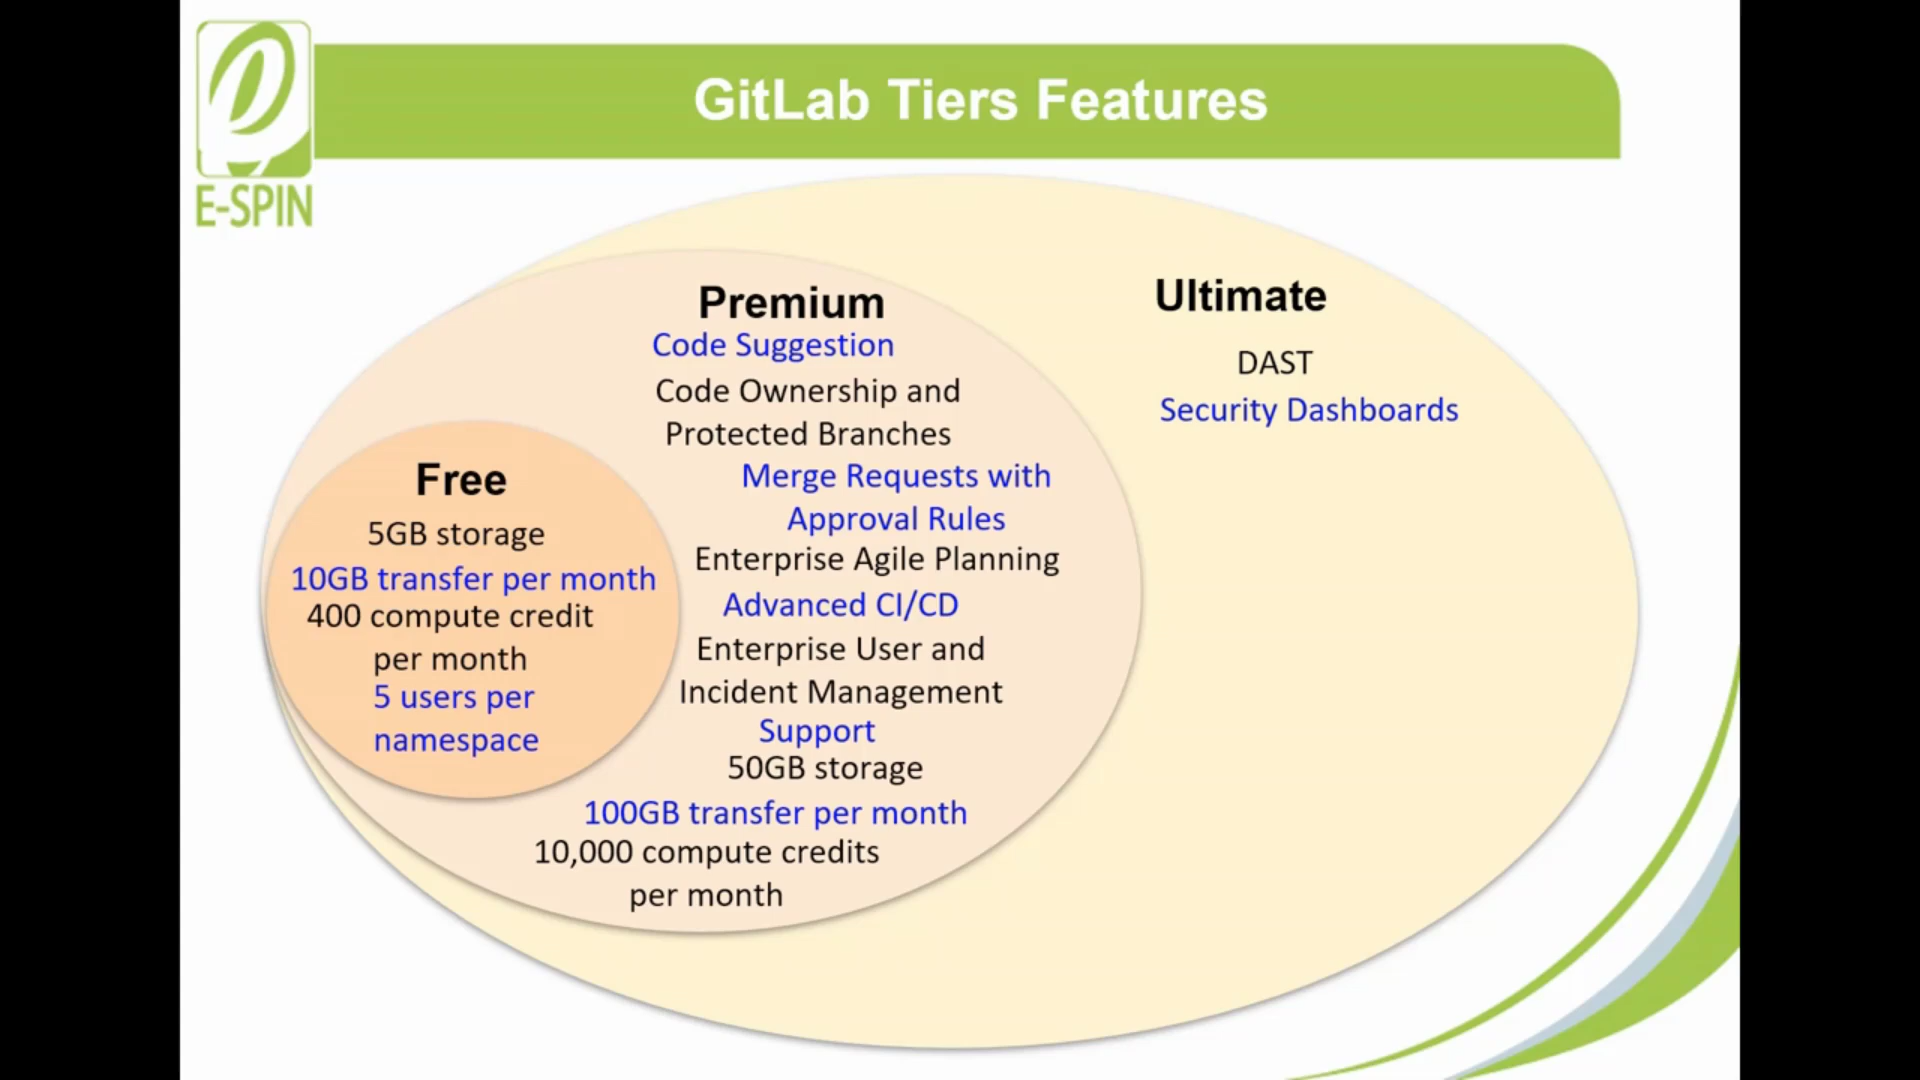 E-SPIN
GitLab Tiers Features
Free
5GB storage
10GB transfer per month
400 compute credit
per month
5 users per
namespace
Premium
Code Suggestion
Code Ownership and
Protected Branches
Merge Requests with
Approval Rules
Enterprise Agile Planning
Advanced CI/CD
Enterprise User and
Incident Management
Support
50GB storage
100GB transfer per month
10,000 compute credits
per month
Ultimate
DAST
Security Dashboards